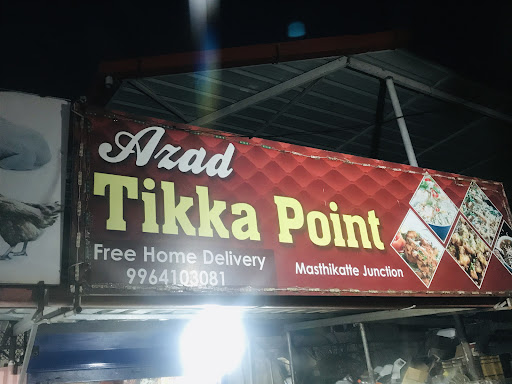 Azad
Tikka Point
Free Home Delivery
9964103081
Masthikatte Junction